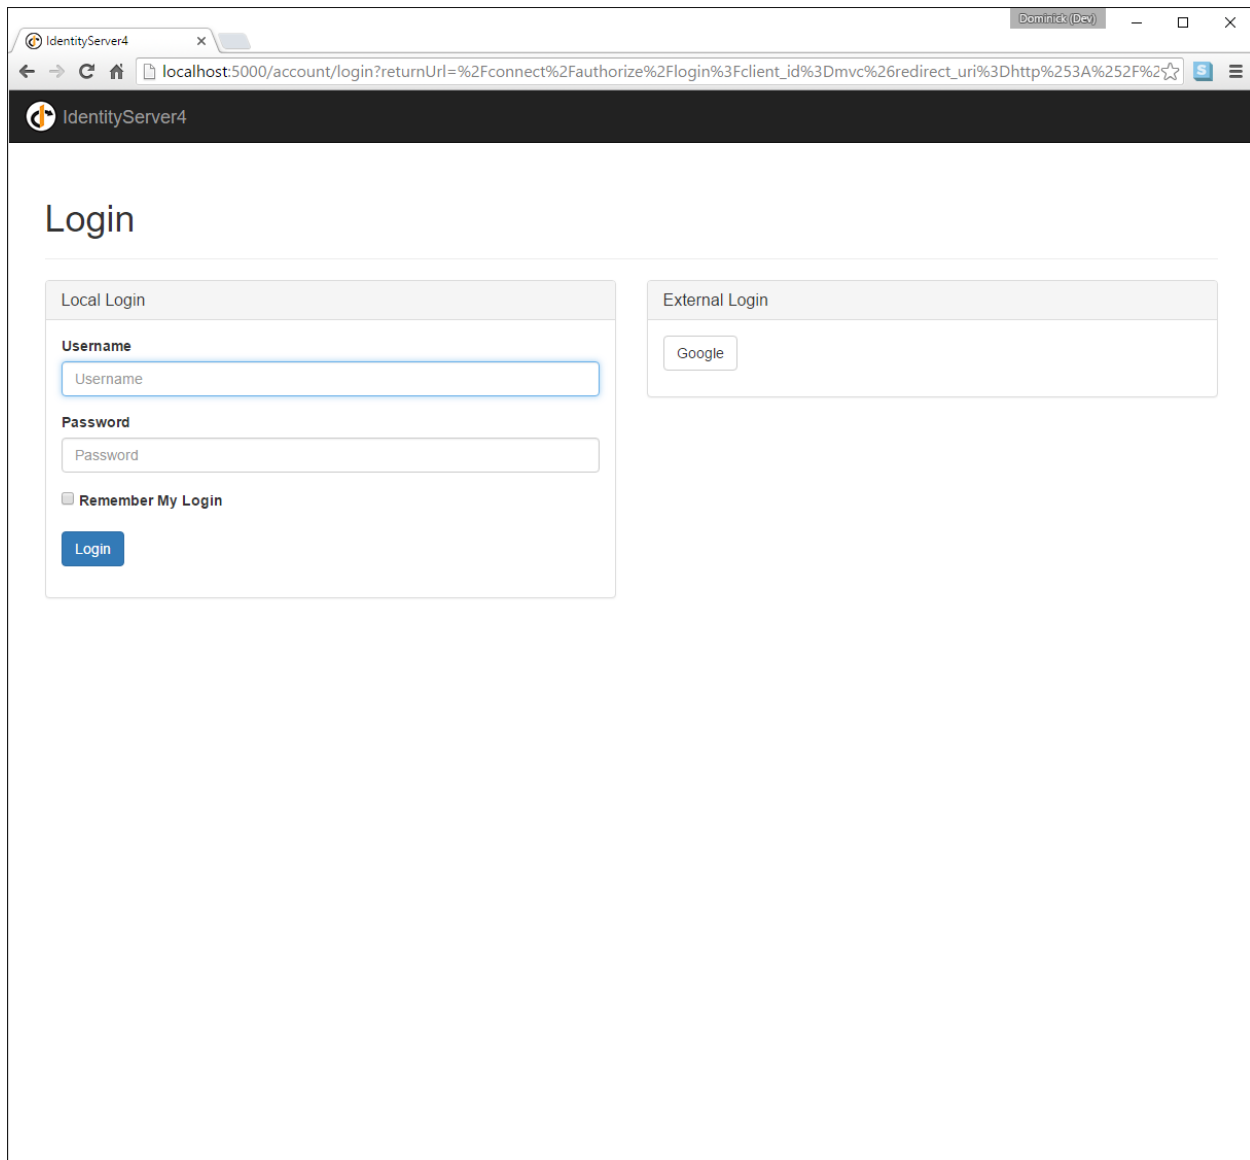 Dominick (Dev)
IdentityServer4
localhost:5000/account/login?returnUrl=%2Fconnect%2Fauthorize%2Flogin%3Fclient_id%3Dmvc%26redirect_uri%3Dhttp%253A%252F%2
S
IdentityServer4
Login
Local Login
Username
Username
Password
Password
Remember My Login
Login
External Login
Google